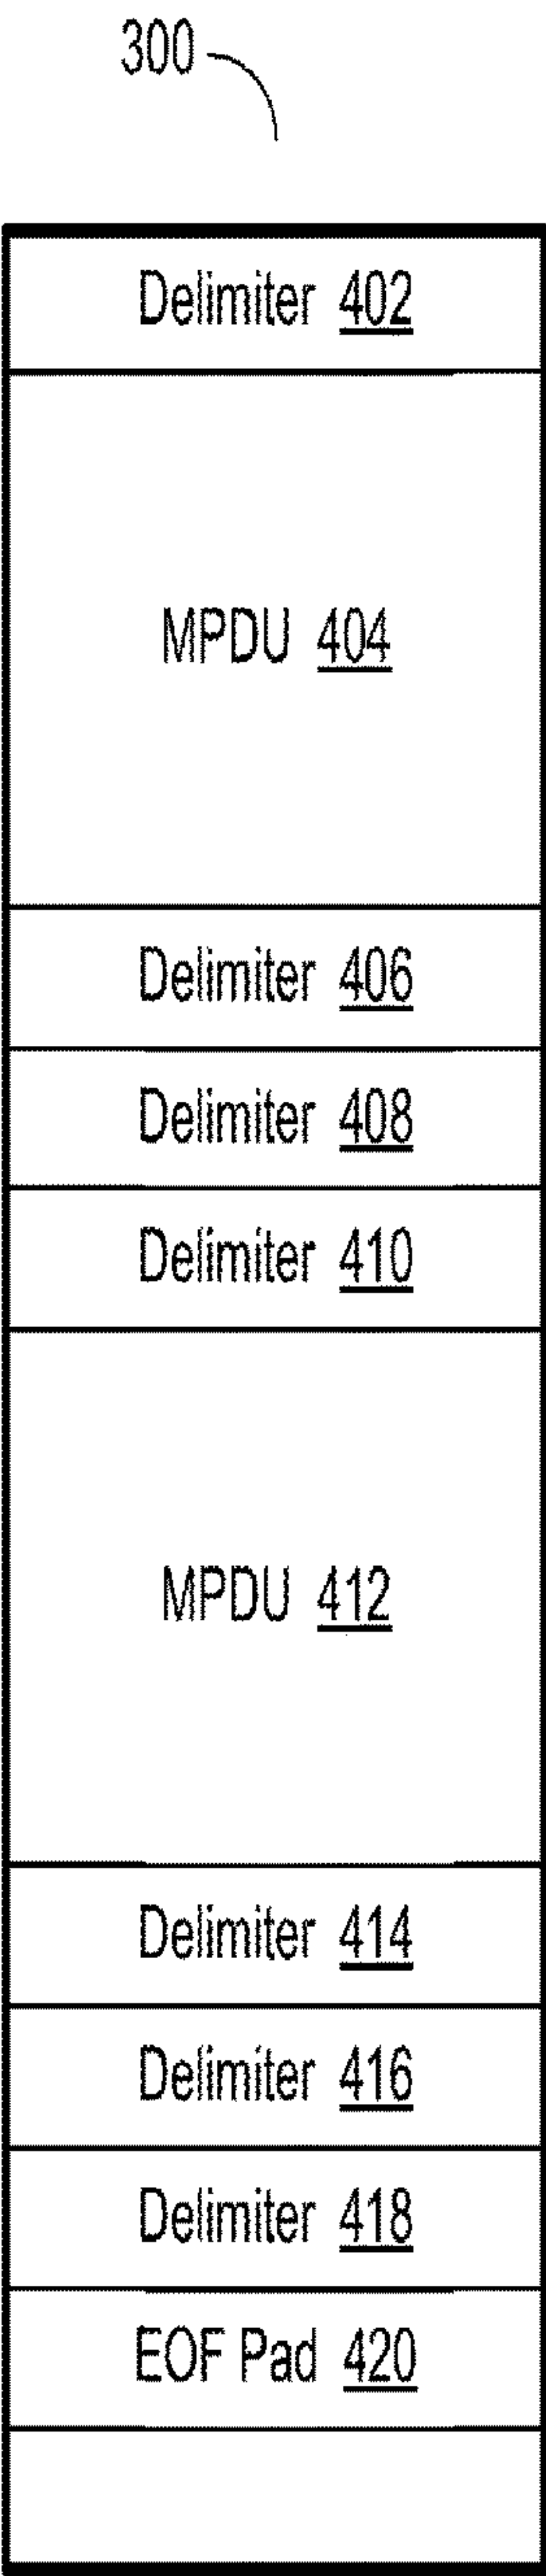 300
Delimiter 402
MPDU 404
Delimiter 406
Delimiter 408
Delimiter 410
MPDU 412
Delimiter 414
Delimiter 416
Delimiter 418
EOF Pad 420